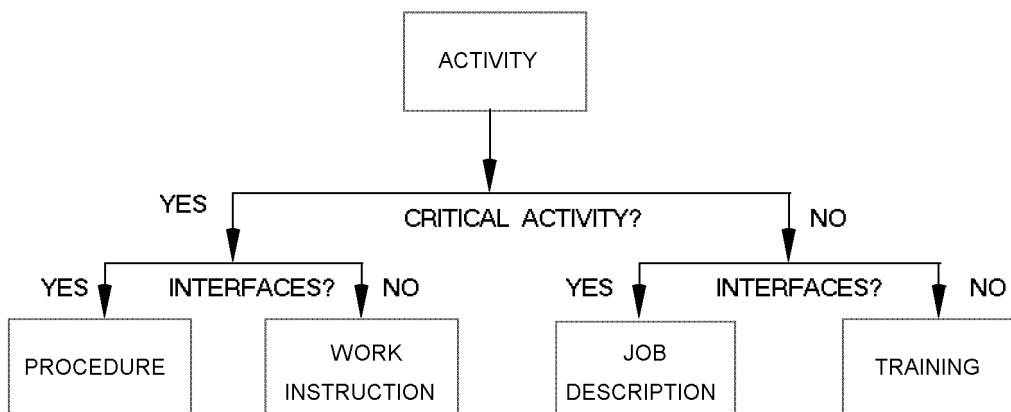 ACTIVITY
YES
CRITICAL ACTIVITY?
NO
YES
INTERFACES?
NO
YES
INTERFACES?
NO
PROCEDURE
WORK
INSTRUCTION
JOB
DESCRIPTION
TRAINING